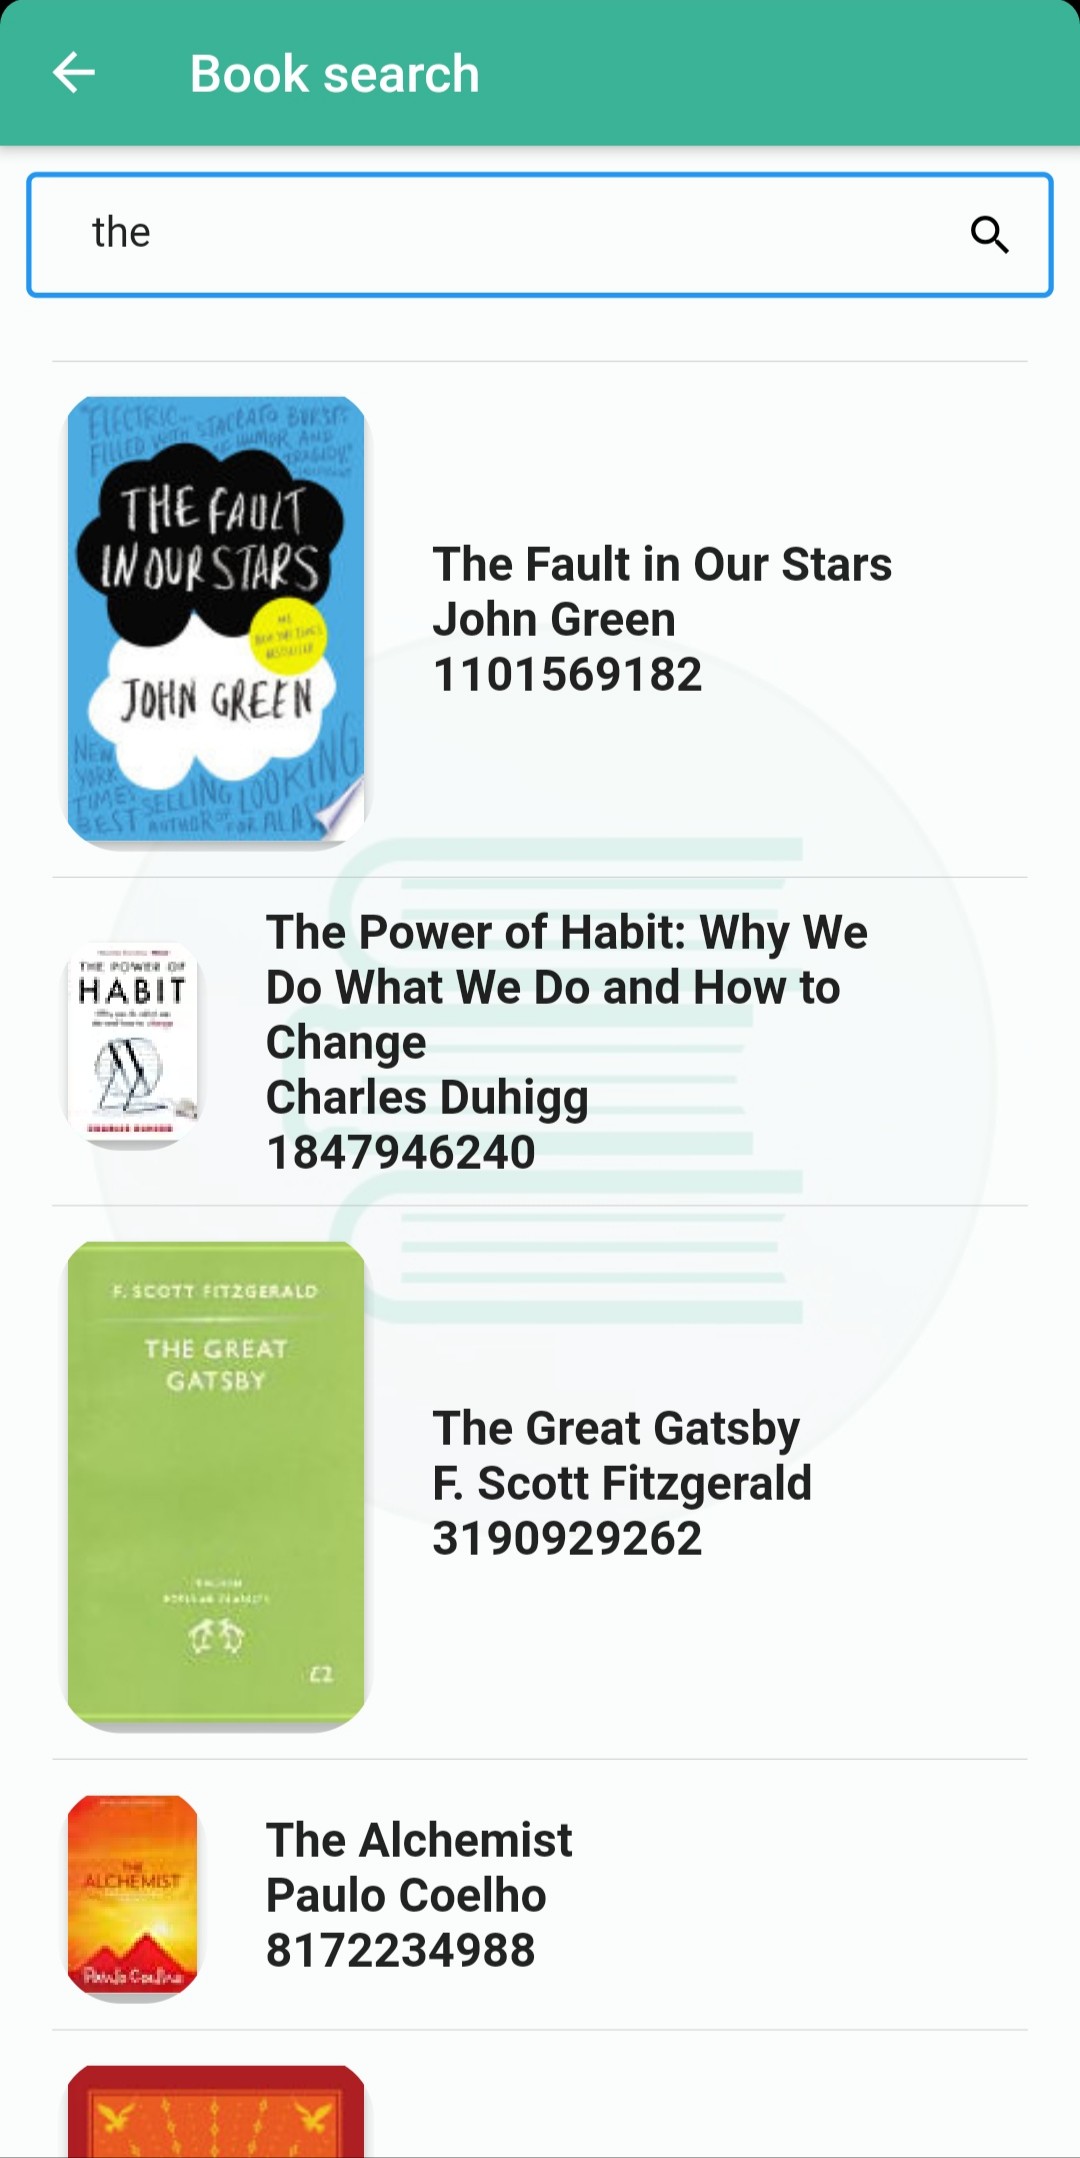 Book search
the
"ELECTRIC...
FILLED WITH STACCATO BURSTS
OF HUMOR AND
TRAGEDY."
THE FAULT
IN OUR STARS
JOHN GREEN
NEW
YORK
TIMES BESTSELLING
AUTHOR OF
LOOKING
FOR ALAS
The Fault in Our Stars
John Green
1101569182
THE POWER OF
HABIT
The Power of Habit: Why We
Do What We Do and How to
Change
Charles Duhigg
1847946240
F. SCOTT FITZGERALD
THE GREAT
GATSBY
£2
The Great Gatsby
F. Scott Fitzgerald
3190929262
THE
ALCHEMIST
Paulo Coelho
The Alchemist
Paulo Coelho
8172234988